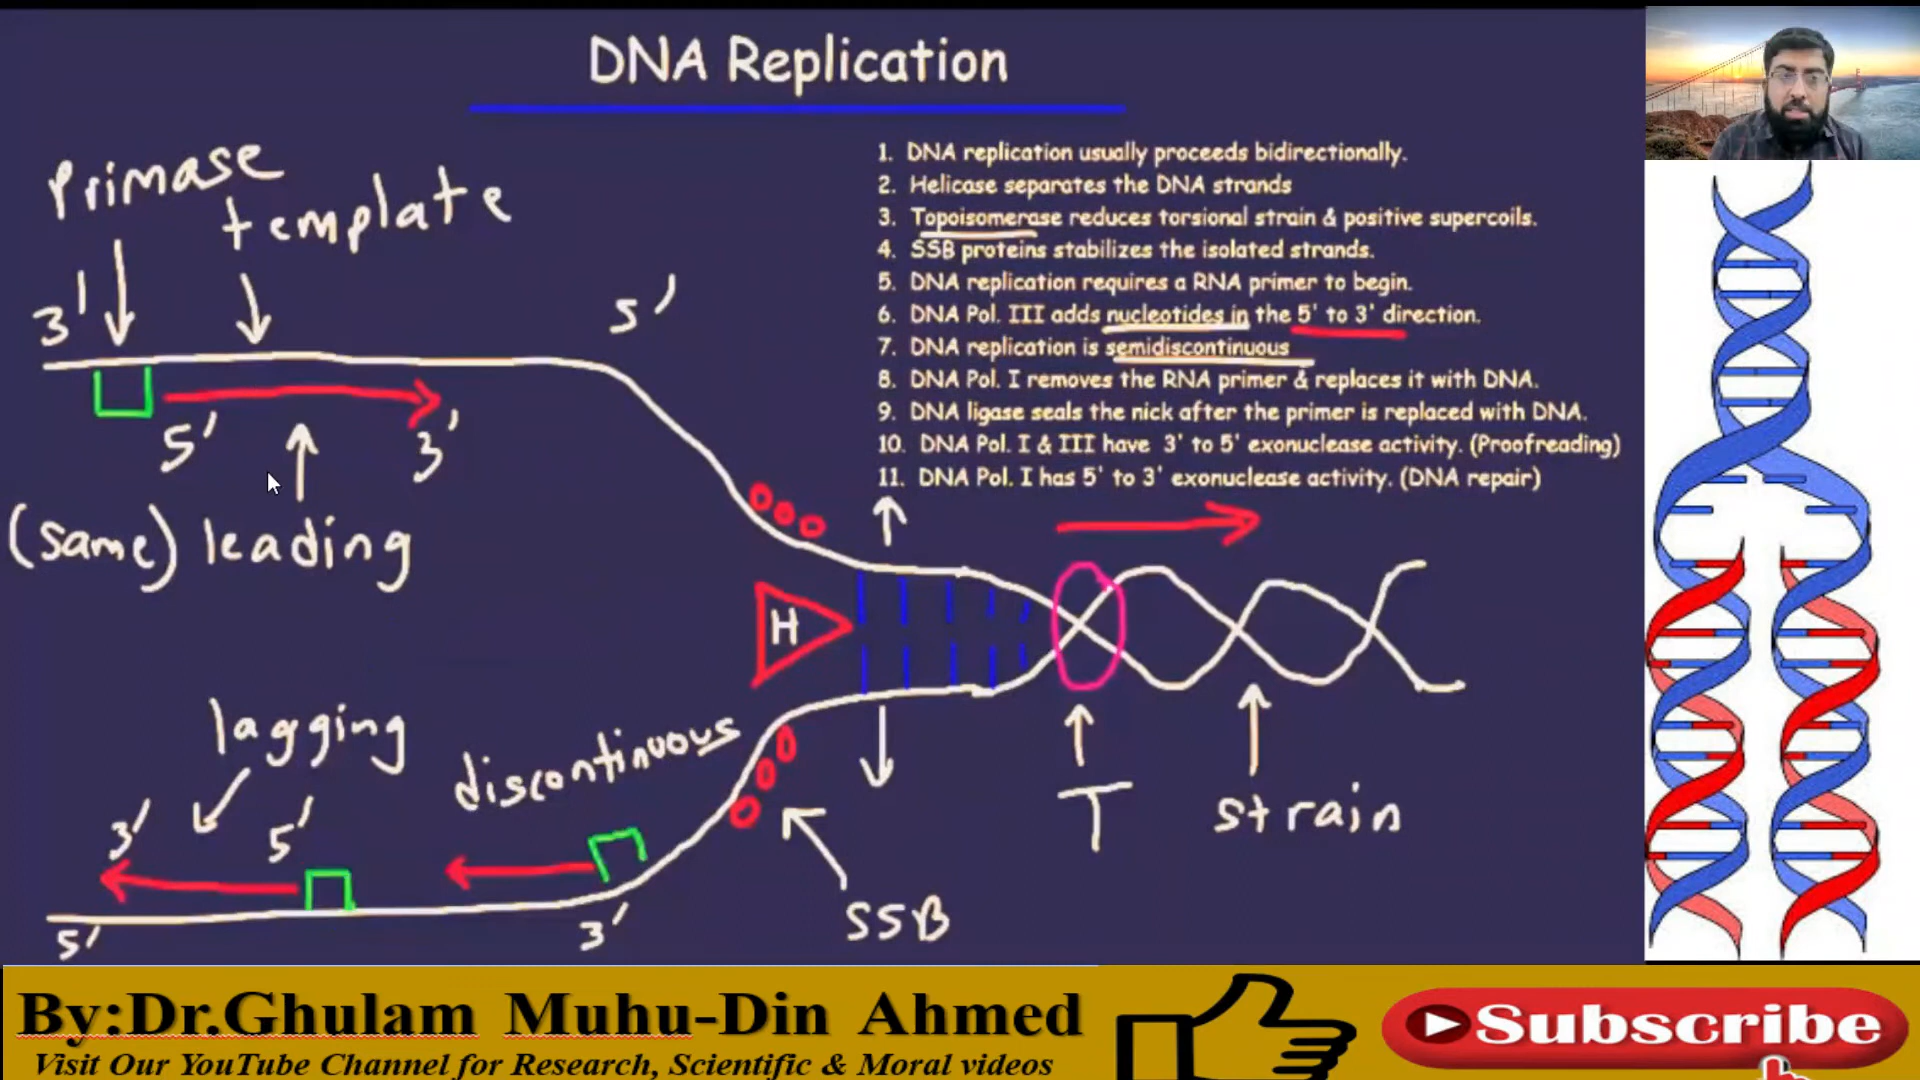 DNA Replication
Primase
template
3'
5'
5'
3'
(same) leading
1. DNA replication usually proceeds bidirectionally.
2. Helicase separates the DNA strands
3. Topoisomerase reduces torsional strain & positive supercoils.
4. SSB proteins stabilizes the isolated strands.
5. DNA replication requires a RNA primer to begin.
6. DNA Pol. III adds nucleotides in the 5' to 3' direction.
7. DNA replication is semidiscontinuous
8. DNA Pol. I removes the RNA primer & replaces it with DNA.
9. DNA ligase seals the nick after the primer is replaced with DNA.
10. DNA Pol. I & III have 3' to 5' exonuclease activity. (Proofreading)
11. DNA Pol. I has 5' to 3' exonuclease activity. (DNA repair)
H
lagging
discontinuous
3'
5'
5'
3'
SSB
T
strain
By:Dr.Ghulam Muhu-Din Ahmed
Visit Our YouTube Channel for Research, Scientific & Moral videos
Subscribe